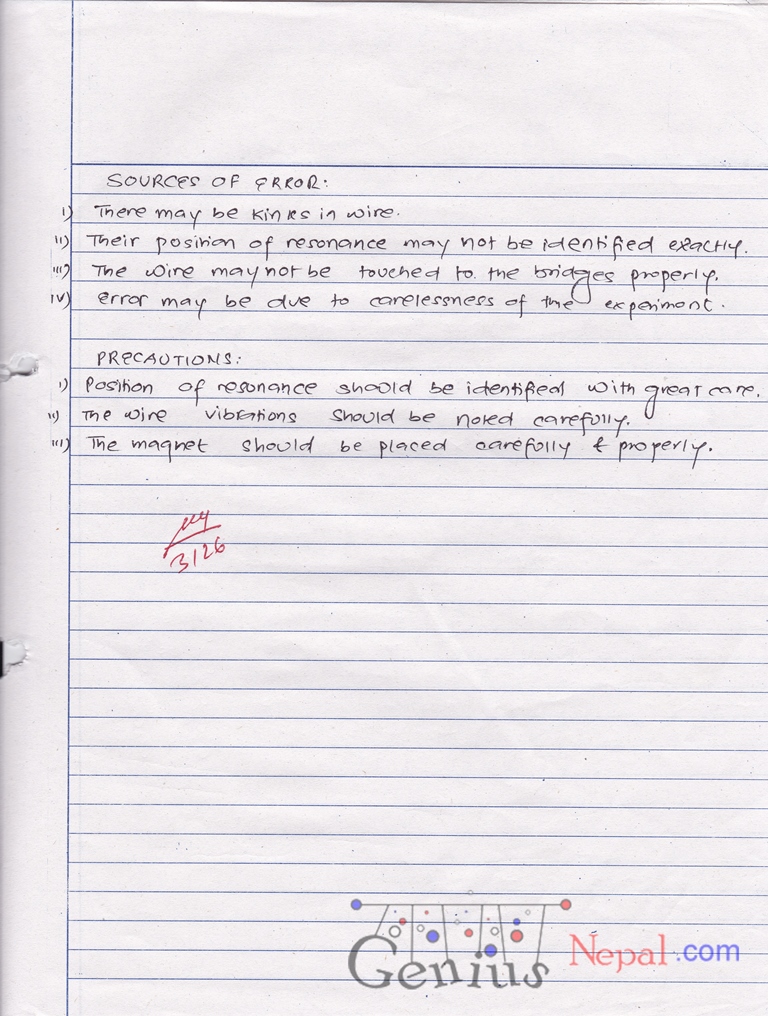 SOURCES OF ERROR:
i) There may be kinks in wire.
ii) Their position of resonance may not be identified exactly.
iii) The wire may not be touched to the bridges properly.
iv) error may be due to carelessness of the experiment.
PRECAUTIONS:
i) Position of resonance should be identified with great care.
ii) The wire vibrations should be noted carefully.
iii) The magnet should be placed carefully & properly.
3/26
Genius Nepal.com